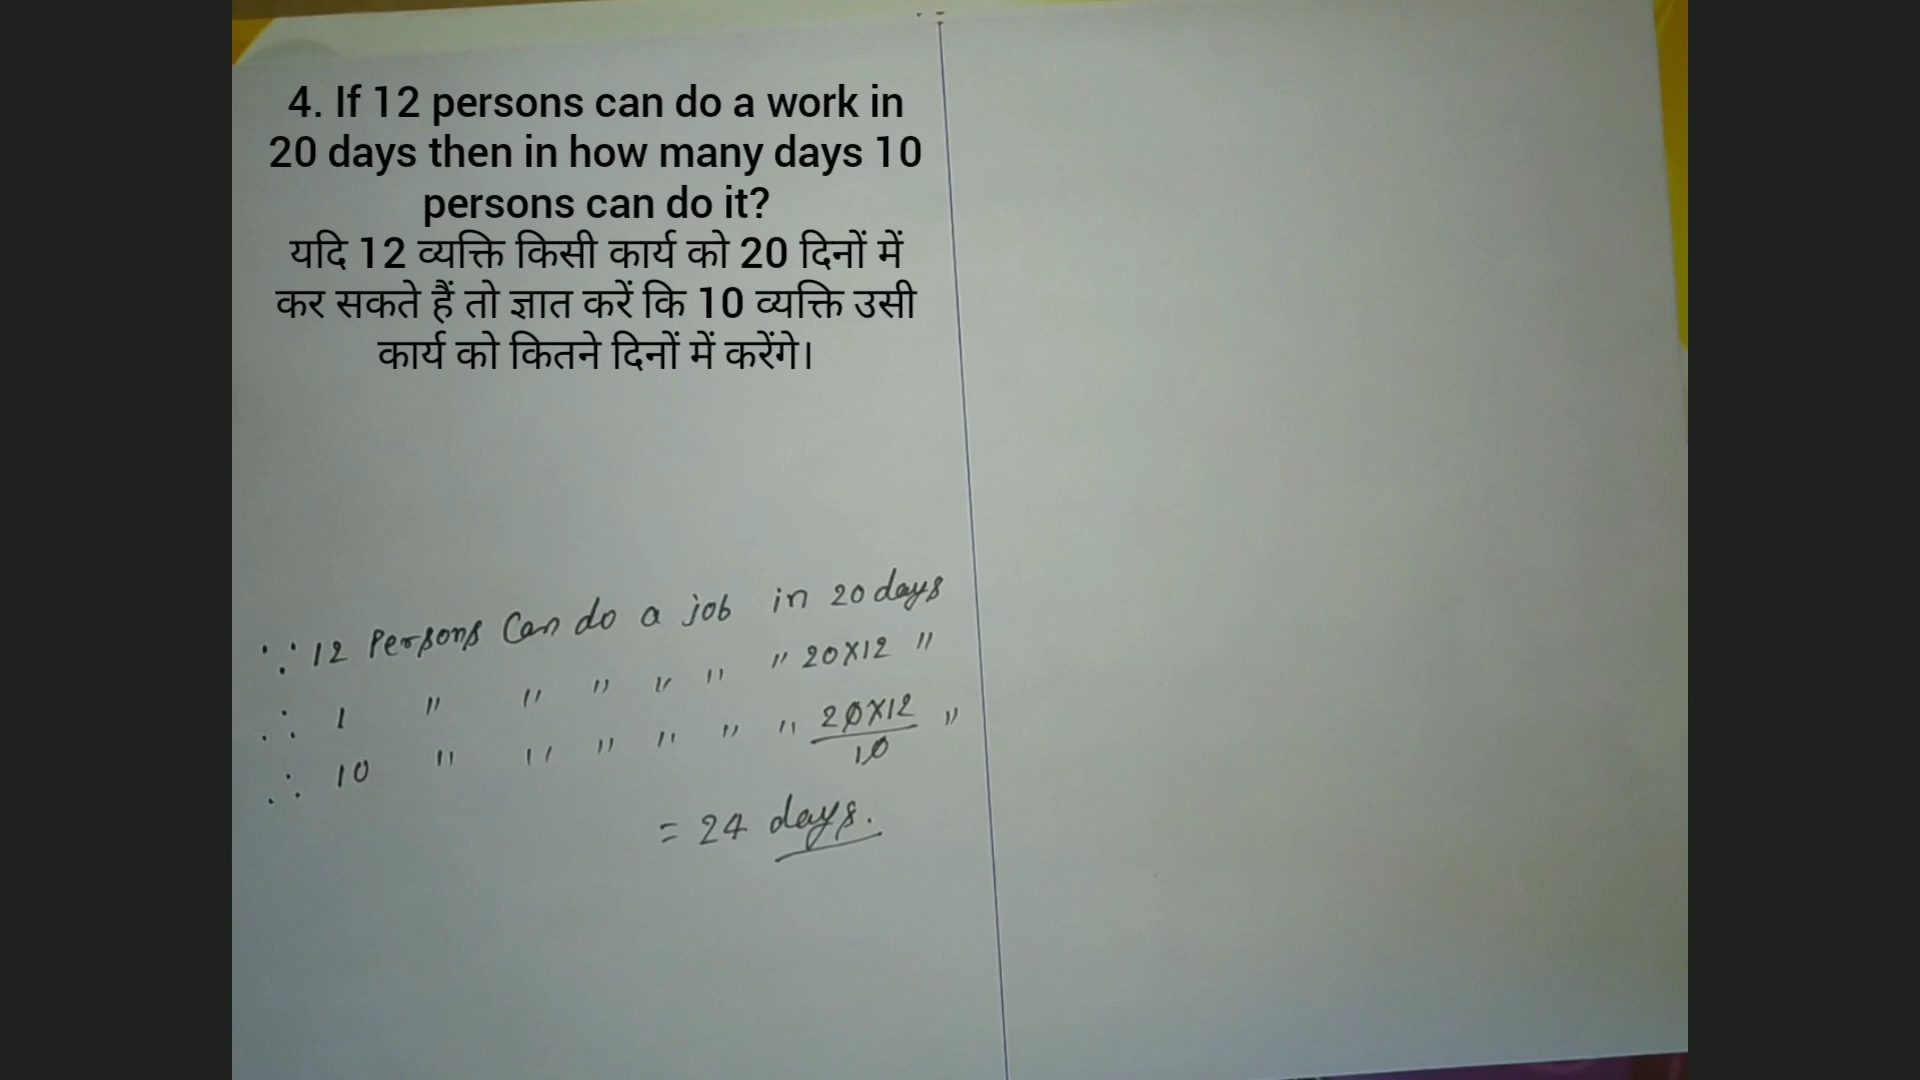 4. If 12 persons can do a work in
20 days then in how many days 10
persons can do it?
यदि 12 व्यक्ति किसी कार्य को 20 दिनों में
कर सकते हैं तो ज्ञात करें कि 10 व्यक्ति उसी
कार्य को कितने दिनों में करेंगे।
∵ 12 Persons Can do a job in 20 days
∴ 1 " " " " " " 20×12 "
∴ 10 " " " " " " 20×12/10 "
= 24 days.